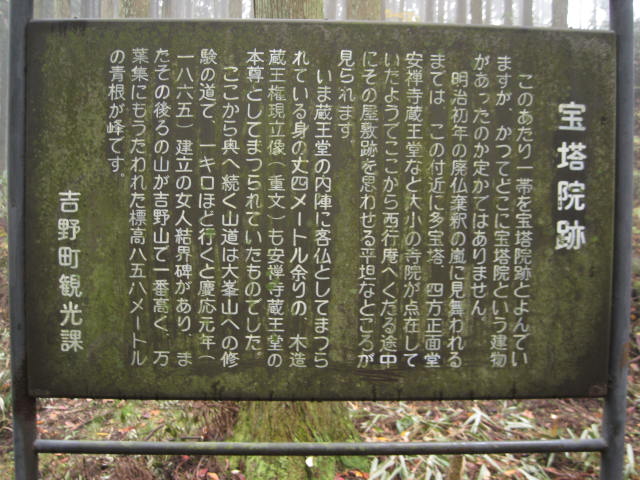 宝塔院跡
このあたり一帯を宝塔院跡とよんでい
ますが、かつてどこに宝塔院という建物
があったのか定かではありません。
明治初年の廃仏棄釈の嵐に見舞われる
までは、この付近に多宝塔、四方正面堂
安禅寺蔵王堂など大小の寺院が点在して
いたようでここから西行庵へくだる途中
にその屋敷跡を思わせる平坦なところが
見られます
いま蔵王堂の内陣に客仏としてまつら
れている身の丈四メートル余りの、木造
蔵王権現立像（重文）も安禅寺蔵王堂の
本尊としてまつられていたものでした。
ここから奥へ続く山道は大峯山への修
験の道で、一キロほど行くと慶応元年（
一八六五）建立の女人結界碑があり、ま
たその後ろの山が吉野山で一番高く、万
葉集にもうたわれた標高八五八メートル
の青根が峰です。
吉野町観光課